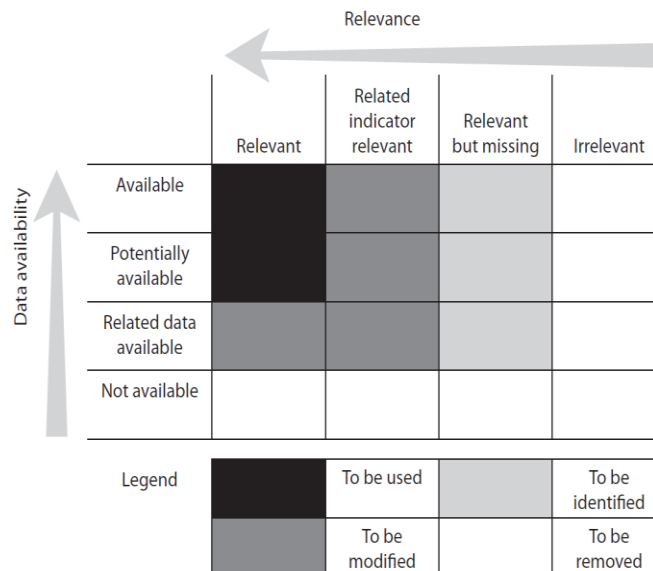 Relevance
Relevant
Related
indicator
relevant
Relevant
but missing
Irrelevant
Data availability
Available
Potentially
available
Related data
available
Not available
Legend
To be used
To be
identified
To be
modified
To be
removed